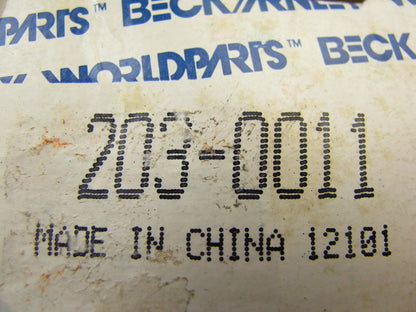 PARTS™ BECK/ARNLEY
WORLDPARTS™ BECK
203-0011
MADE IN CHINA 12101